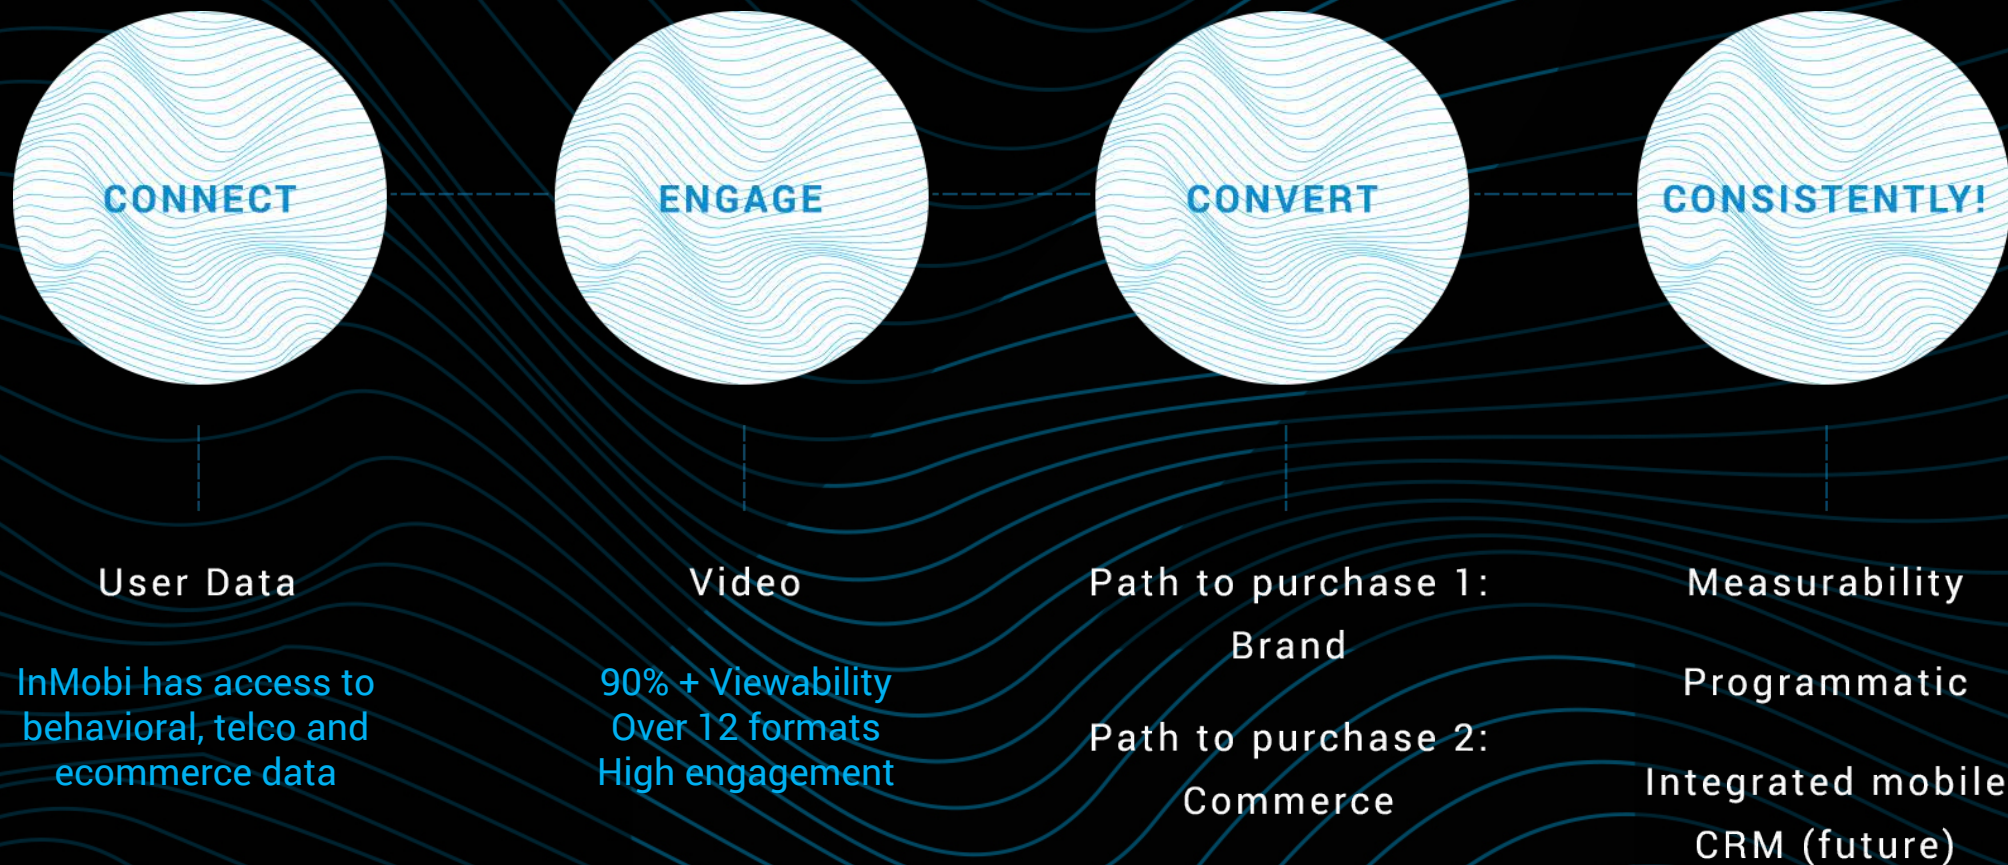 CONNECT
ENGAGE
CONVERT
CONSISTENTLY!
User Data
InMobi has access to
behavioral, telco and
ecommerce data
Video
90% + Viewability
Over 12 formats
High engagement
Path to purchase 1:
Brand
Path to purchase 2:
Commerce
Measurability
Programmatic
Integrated mobile
CRM (future)